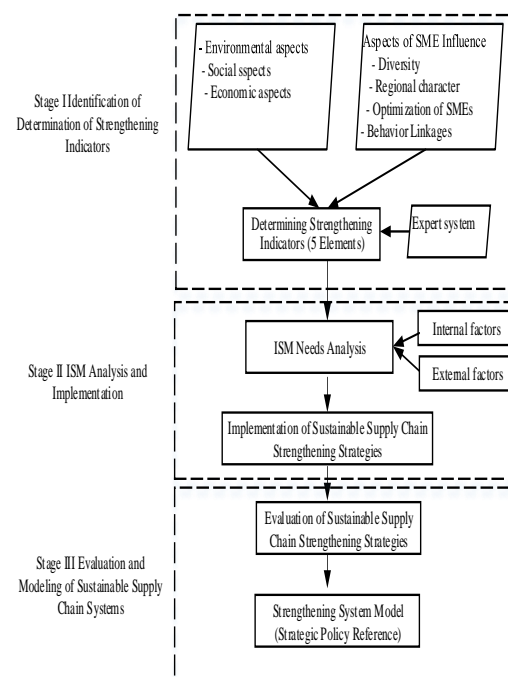 Stage I Identification of
Determination of Strengthening
Indicators
- Environmental aspects
- Social sspects
- Economic aspects
Aspects of SME Influence
- Diversity
- Regional character
- Optimization of SMEs
- Behavior Linkages
Determining Strengthening
Indicators (5 Elements)
Expert system
Stage II ISM Analysis and
Implementation
ISM Needs Analysis
Internal factors
External factors
Implementation of Sustainable Supply Chain
Strengthening Strategies
Stage III Evaluation and
Modeling of Sustainable Supply
Chain Systems
Evaluation of Sustainable Supply
Chain Strengthening Strategies
Strengthening System Model
(Strategic Policy Reference)